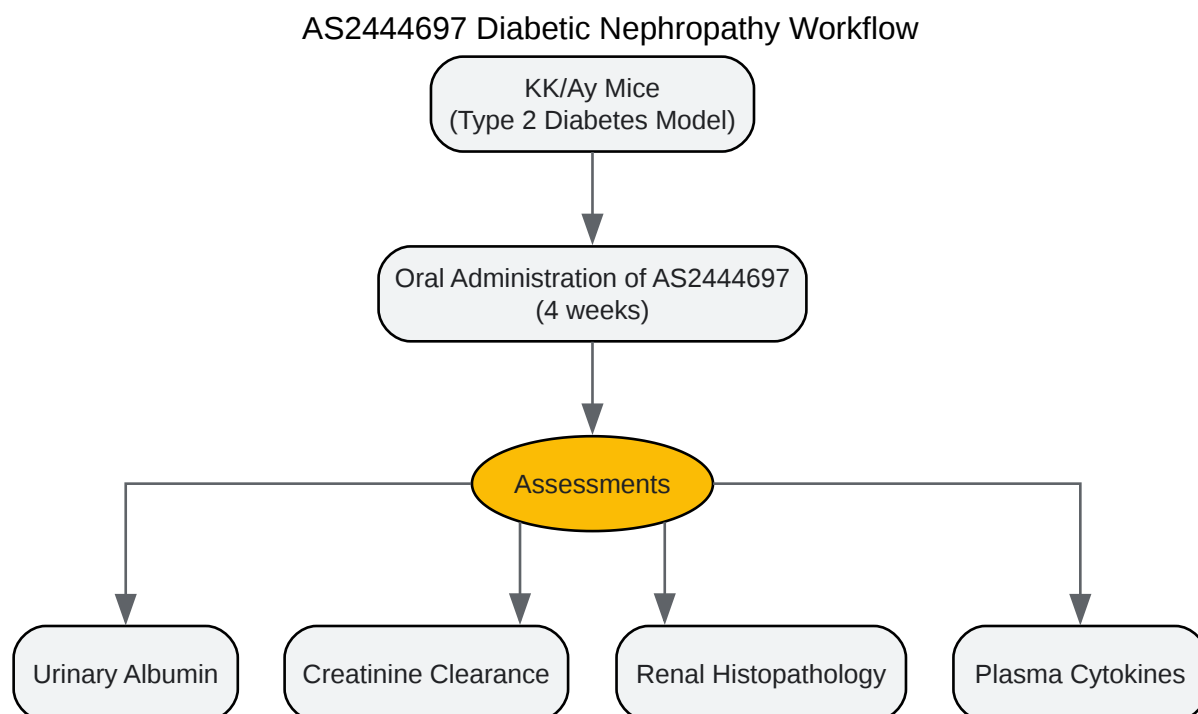 AS2444697 Diabetic Nephropathy Workflow
KK/Ay Mice
(Type 2 Diabetes Model)
Oral Administration of AS2444697
(4 weeks)
Assessments
Urinary Albumin
Creatinine Clearance
Renal Histopathology
Plasma Cytokines